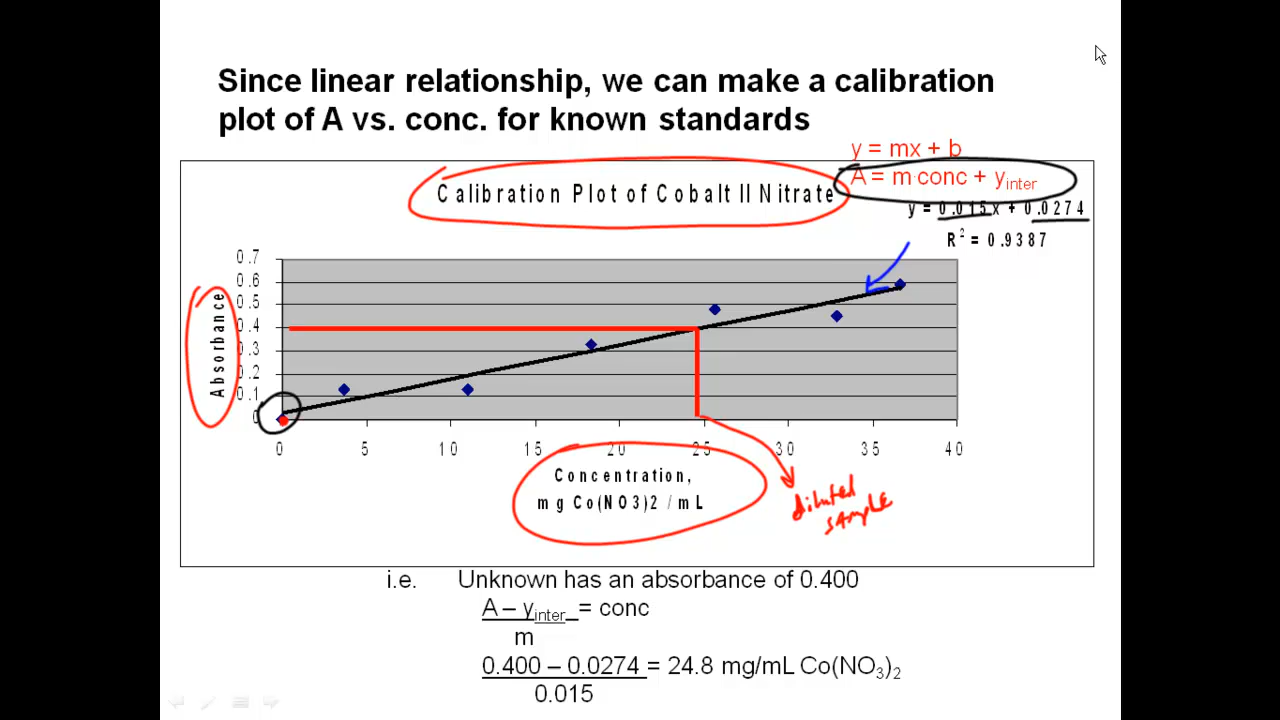 Since linear relationship, we can make a calibration
plot of A vs. conc. for known standards
y = mx + b
A = m·conc + yinter
Calibration Plot of Cobalt II Nitrate
y = 0.015x + 0.0274
R² = 0.9387
Absorbance
0.7
0.6
0.5
0.4
0.3
0.2
0.1
0
0 5 10 15 20 25 30 35 40
Concentration,
mg Co(NO3)2 / mL
diluted
sample
i.e. Unknown has an absorbance of 0.400
A – yinter = conc
m
0.400 – 0.0274 = 24.8 mg/mL Co(NO₃)₂
0.015